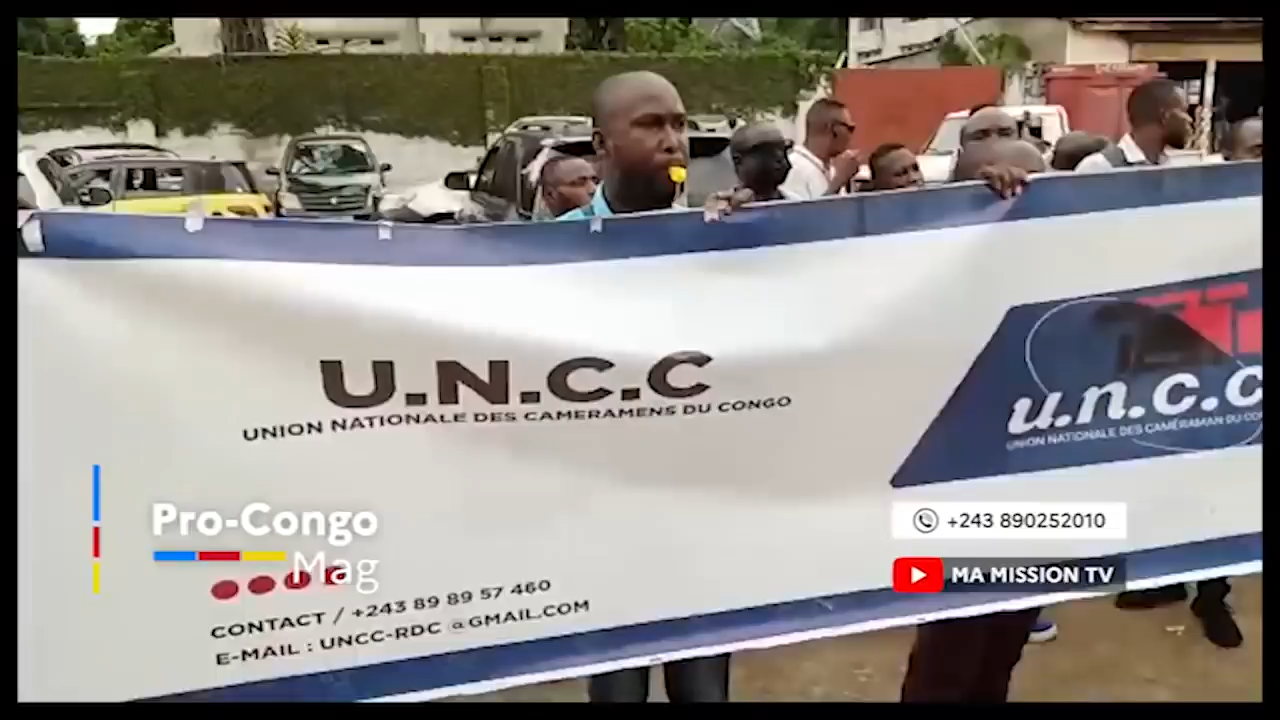 U.N.C.C
UNION NATIONALE DES CAMERAMENS DU CONGO
u.n.c.c
UNION NATIONALE DES CAMÉRAMAN DU CO
Pro-Congo
Mag
CONTACT / +243 89 89 57 460
E-MAIL : UNCC-RDC @GMAIL.COM
+243 890252010
MA MISSION TV